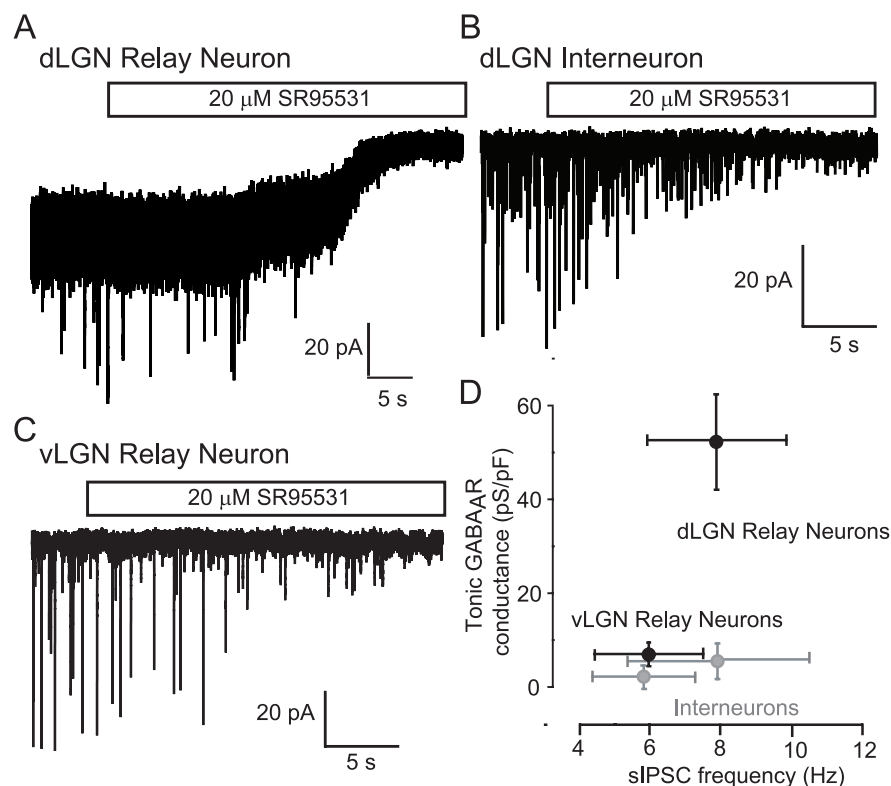 A
dLGN Relay Neuron
20 μM SR95531
20 pA
5 s
B
dLGN Interneuron
20 μM SR95531
20 pA
5 s
C
vLGN Relay Neuron
20 μM SR95531
20 pA
5 s
D
60
40
20
0
Tonic GABAAR
conductance (pS/pF)
dLGN Relay Neurons
vLGN Relay Neurons
Interneurons
4 6 8 10 12
sIPSC frequency (Hz)